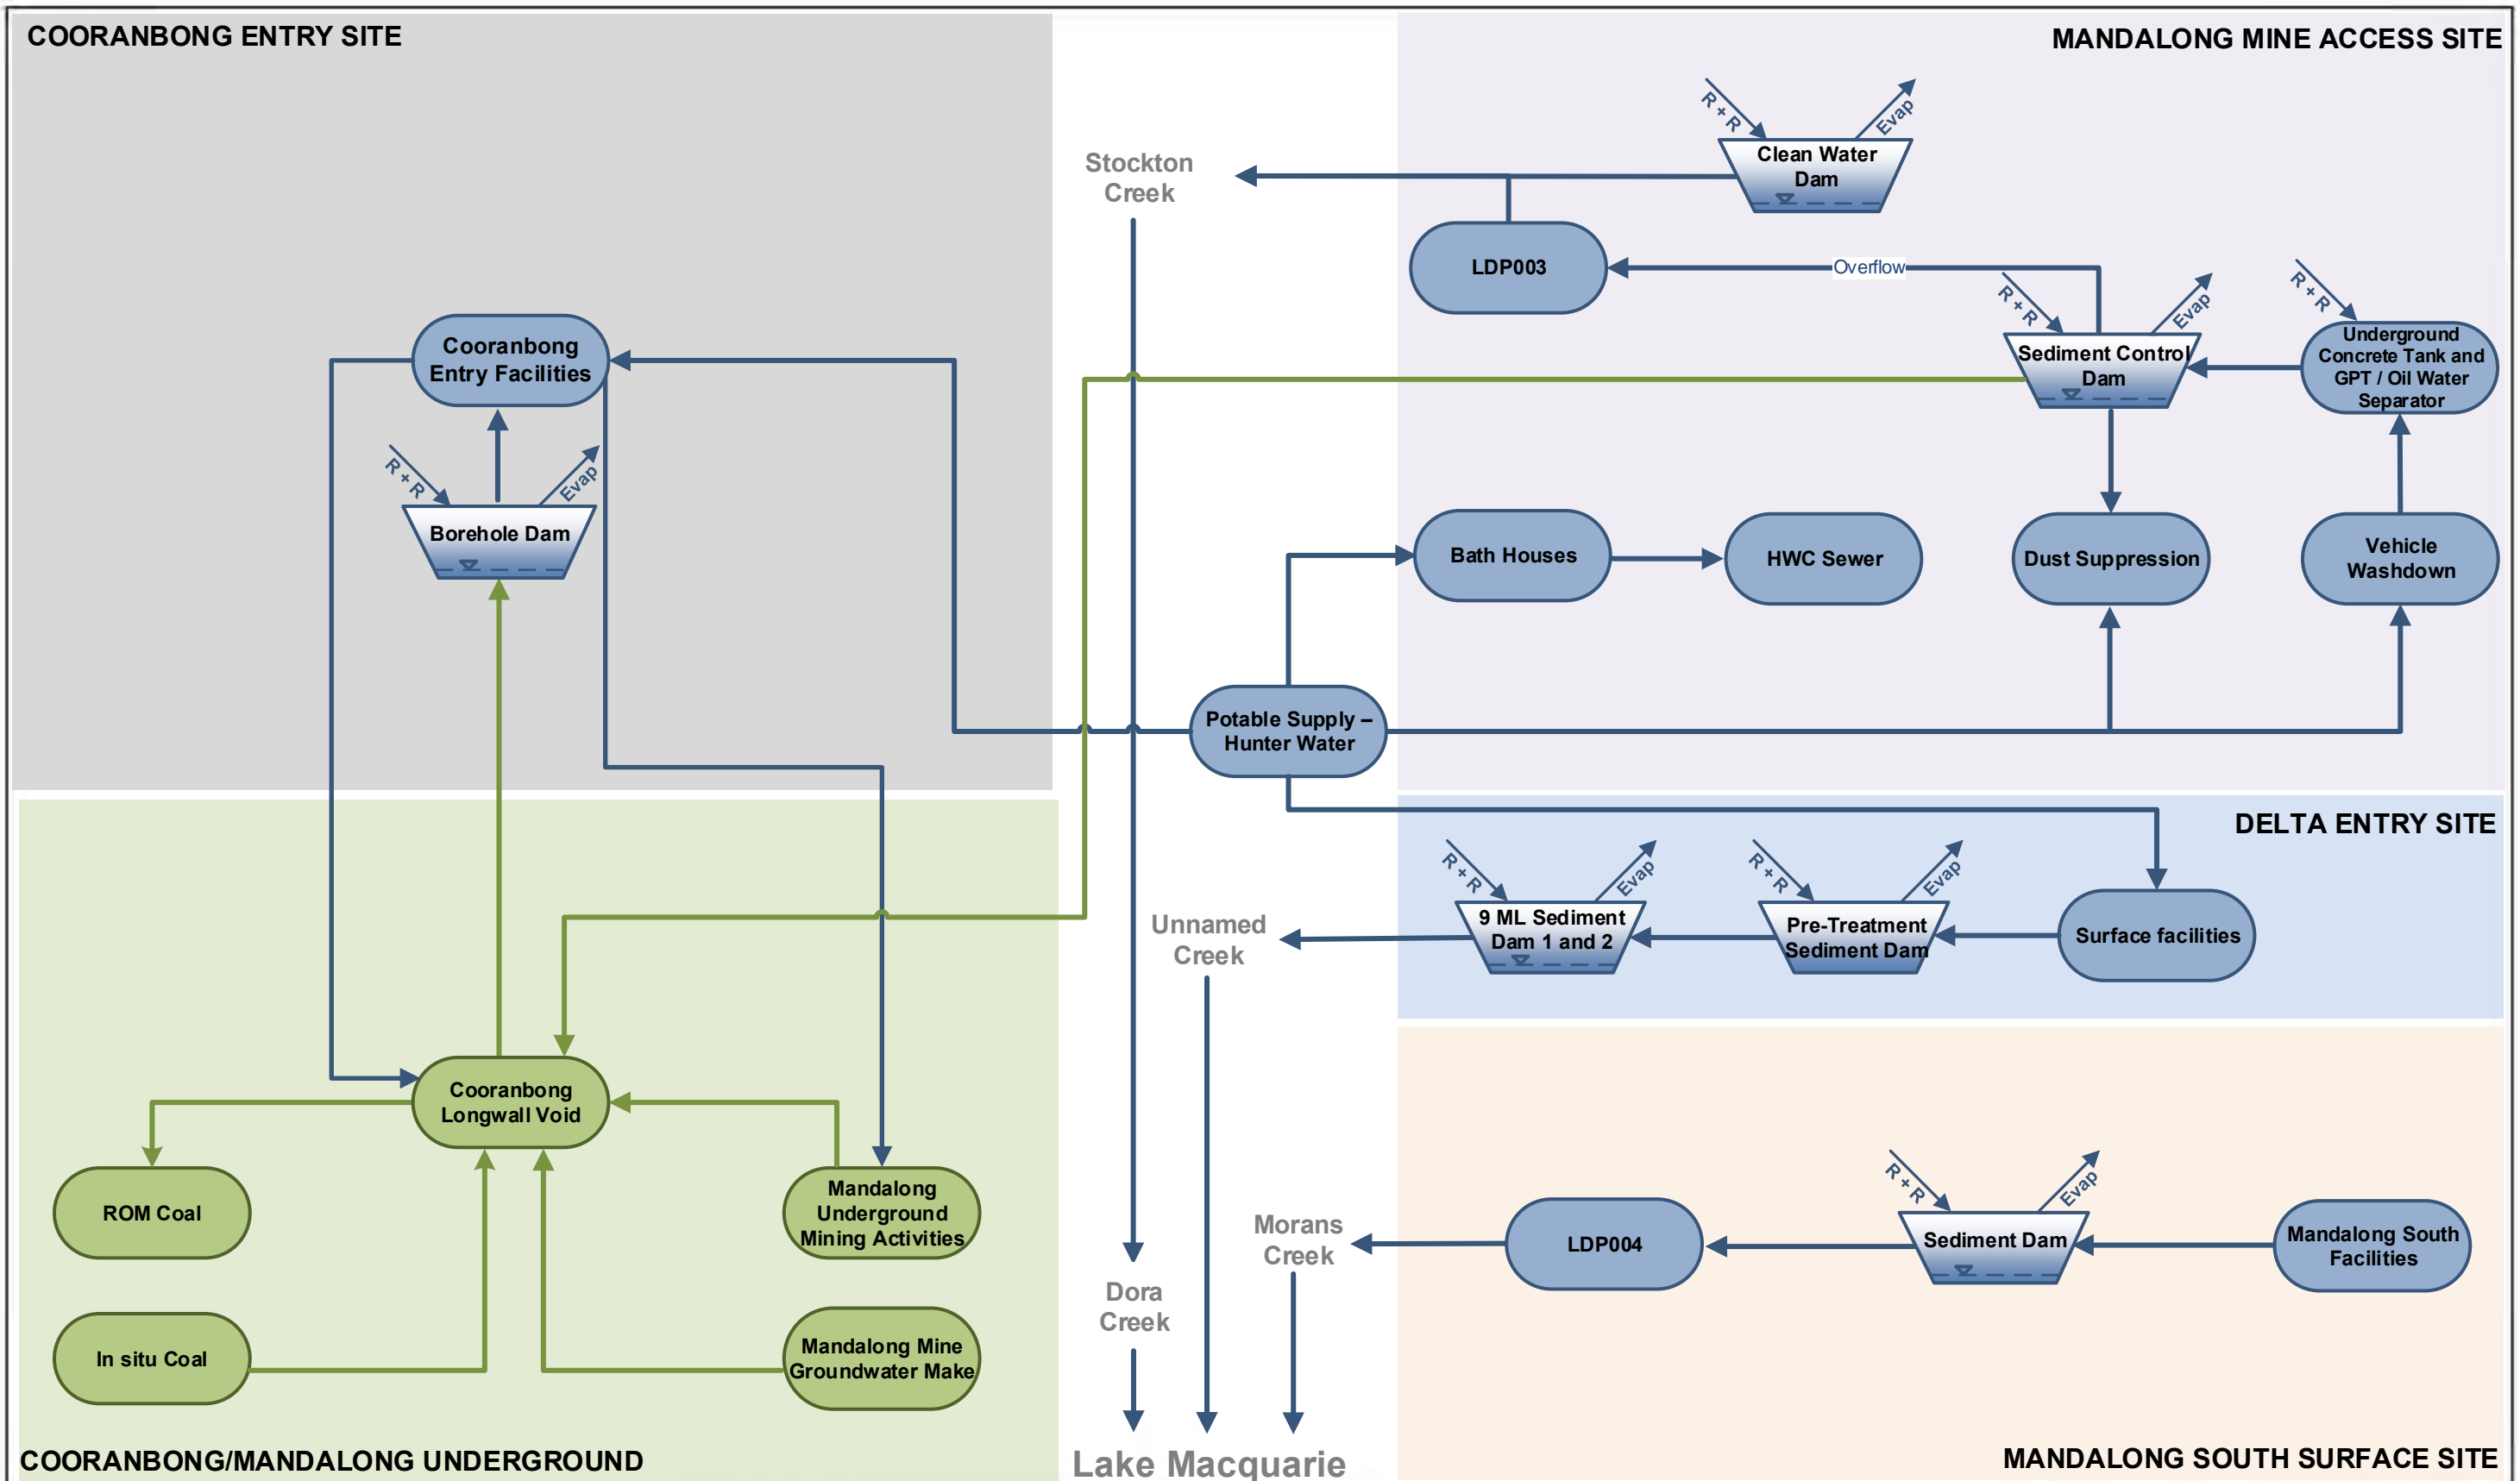 COORANBONG ENTRY SITE
MANDALONG MINE ACCESS SITE
R + R
Evap
Clean Water
Dam
Stockton
Creek
LDP003
Overflow
R + R
Evap
R + R
Sediment Control
Dam
Underground
Concrete Tank and
GPT / Oil Water
Separator
Cooranbong
Entry Facilities
R + R
Evap
Borehole Dam
Bath Houses
HWC Sewer
Dust Suppression
Vehicle
Washdown
Potable Supply –
Hunter Water
DELTA ENTRY SITE
R + R
Evap
R + R
Evap
Unnamed
Creek
9 ML Sediment
Dam 1 and 2
Pre-Treatment
Sediment Dam
Surface facilities
Cooranbong
Longwall Void
ROM Coal
Mandalong
Underground
Mining Activities
In situ Coal
Mandalong Mine
Groundwater Make
Morans
Creek
LDP004
R + R
Evap
Sediment Dam
Mandalong South
Facilities
Dora
Creek
COORANBONG/MANDALONG UNDERGROUND
Lake Macquarie
MANDALONG SOUTH SURFACE SITE